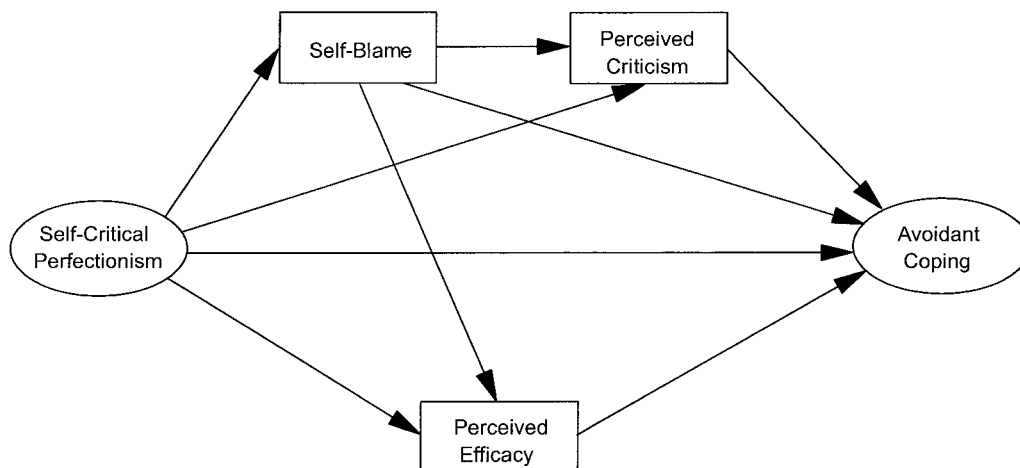 Self-Blame
Perceived
Criticism
Self-Critical
Perfectionism
Avoidant
Coping
Perceived
Efficacy